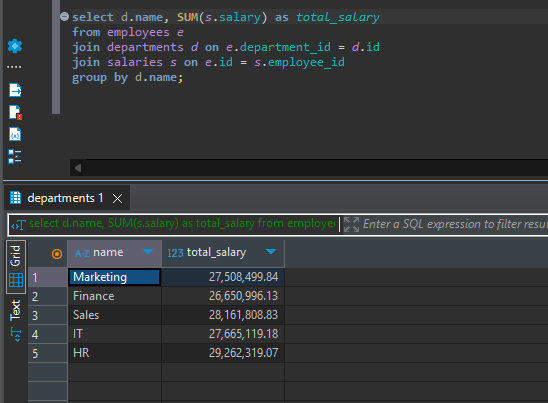 select d.name, SUM(s.salary) as total_salary
from employees e
join departments d on e.department_id = d.id
join salaries s on e.id = s.employee_id
group by d.name;
departments 1
select d.name, SUM(s.salary) as total_salary from employee
Enter a SQL expression to filter resul
Grid
Text
A-Z name
123 total_salary
1 Marketing 27,508,499.84
2 Finance 26,650,996.13
3 Sales 28,161,808.83
4 IT 27,665,119.18
5 HR 29,262,319.07